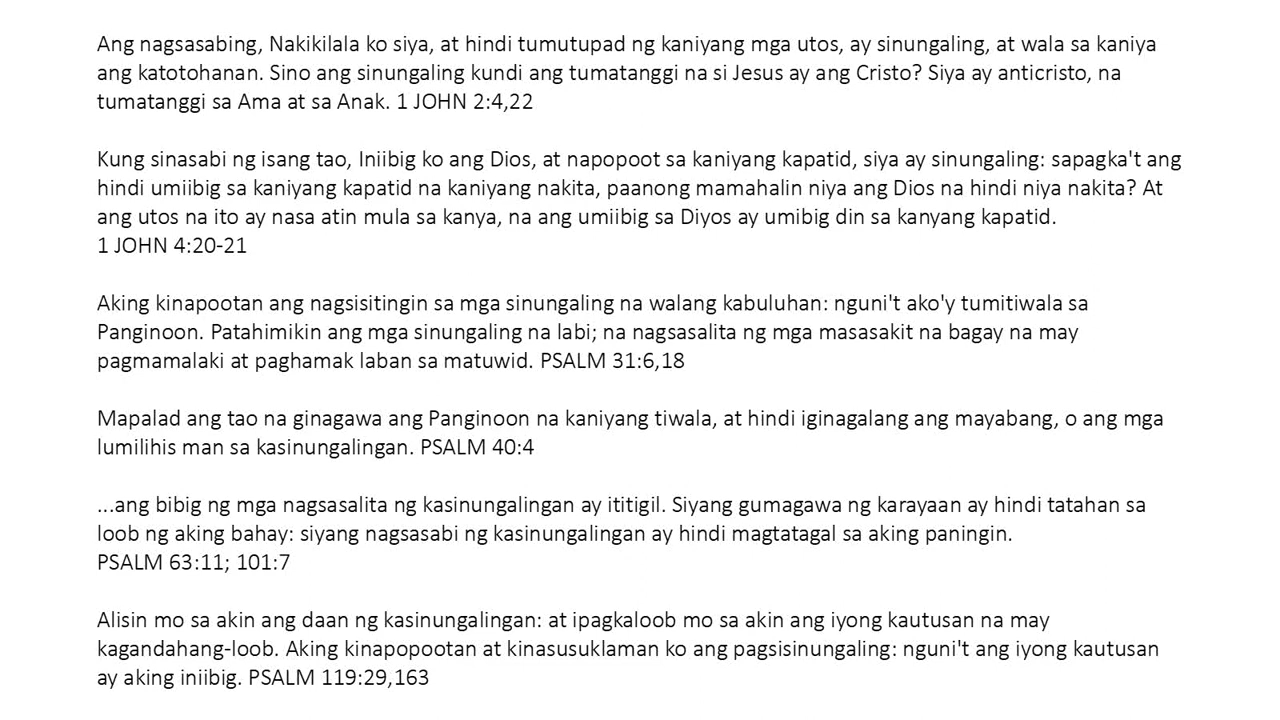 Ang nagsasabing, Nakikilala ko siya, at hindi tumutupad ng kaniyang mga utos, ay sinungaling, at wala sa kaniya
ang katotohanan. Sino ang sinungaling kundi ang tumatanggi na si Jesus ay ang Cristo? Siya ay anticristo, na
tumatanggi sa Ama at sa Anak. 1 JOHN 2:4,22
Kung sinasabi ng isang tao, Iniibig ko ang Dios, at napopoot sa kaniyang kapatid, siya ay sinungaling: sapagka't ang
hindi umiibig sa kaniyang kapatid na kaniyang nakita, paanong mamahalin niya ang Dios na hindi niya nakita? At
ang utos na ito ay nasa atin mula sa kanya, na ang umiibig sa Diyos ay umibig din sa kanyang kapatid.
1 JOHN 4:20-21
Aking kinapootan ang nagsisitingin sa mga sinungaling na walang kabuluhan: nguni't ako'y tumitiwala sa
Panginoon. Patahimikin ang mga sinungaling na labi; na nagsasalita ng mga masasakit na bagay na may
pagmamalaki at paghamak laban sa matuwid. PSALM 31:6,18
Mapalad ang tao na ginagawa ang Panginoon na kaniyang tiwala, at hindi iginagalang ang mayabang, o ang mga
lumilihis man sa kasinungalingan. PSALM 40:4
...ang bibig ng mga nagsasalita ng kasinungalingan ay ititigil. Siyang gumagawa ng karayaan ay hindi tatahan sa
loob ng aking bahay: siyang nagsasabi ng kasinungalingan ay hindi magtatagal sa aking paningin.
PSALM 63:11; 101:7
Alisin mo sa akin ang daan ng kasinungalingan: at ipagkaloob mo sa akin ang iyong kautusan na may
kagandahang-loob. Aking kinapopootan at kinasusuklaman ko ang pagsisinungaling: nguni't ang iyong kautusan
ay aking iniibig. PSALM 119:29,163